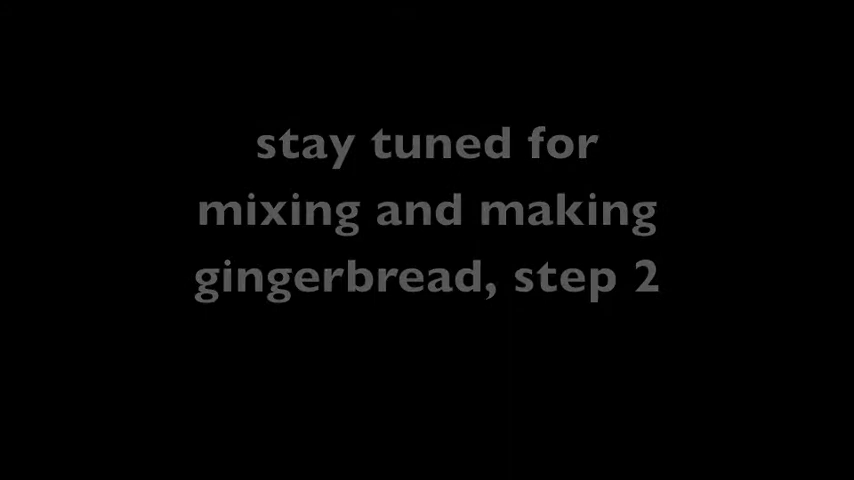 stay tuned for
mixing and making
gingerbread, step 2